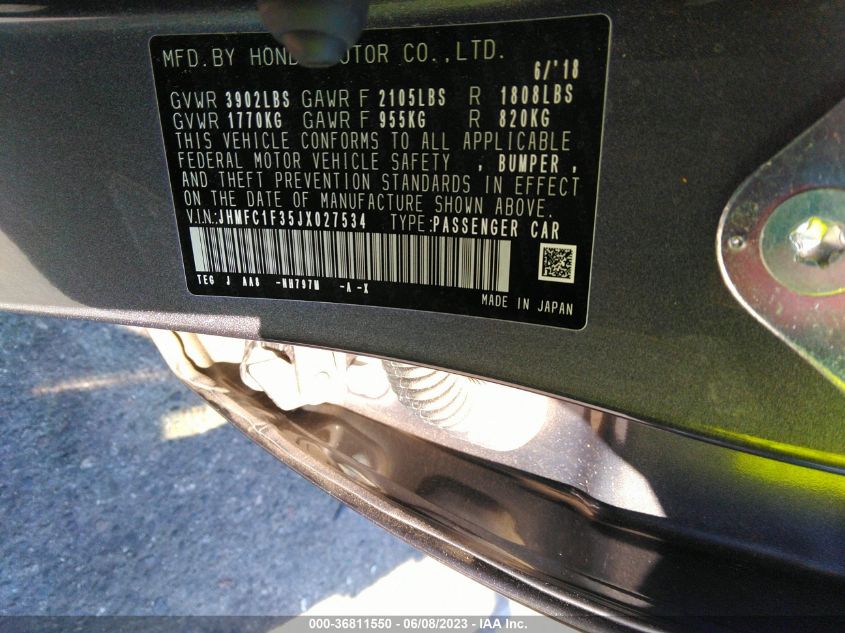 MFD. BY HONDA MOTOR CO., LTD.
6/'18
GVWR 3902LBS GAWR F 2105LBS R 1808LBS
GVWR 1770KG GAWR F 955KG R 820KG
THIS VEHICLE CONFORMS TO ALL APPLICABLE
FEDERAL MOTOR VEHICLE SAFETY , BUMPER ,
AND THEFT PREVENTION STANDARDS IN EFFECT
ON THE DATE OF MANUFACTURE SHOWN ABOVE.
V.I.N: JHMFC1F35JX027534 TYPE: PASSENGER CAR
TEG J AA8 -NH797M -A -X
MADE IN JAPAN
000-36811550 - 06/08/2023 - IAA Inc.